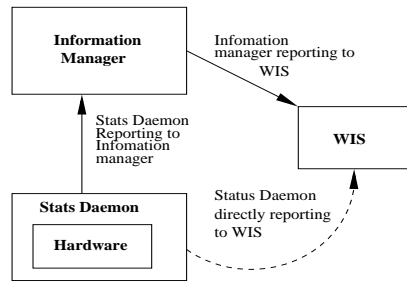 Information
Manager
Infomation
manager reporting to
WIS
Stats Daemon
Reporting to
Infomation
manager
WIS
Stats Daemon
Hardware
Status Daemon
directly reporting
to WIS